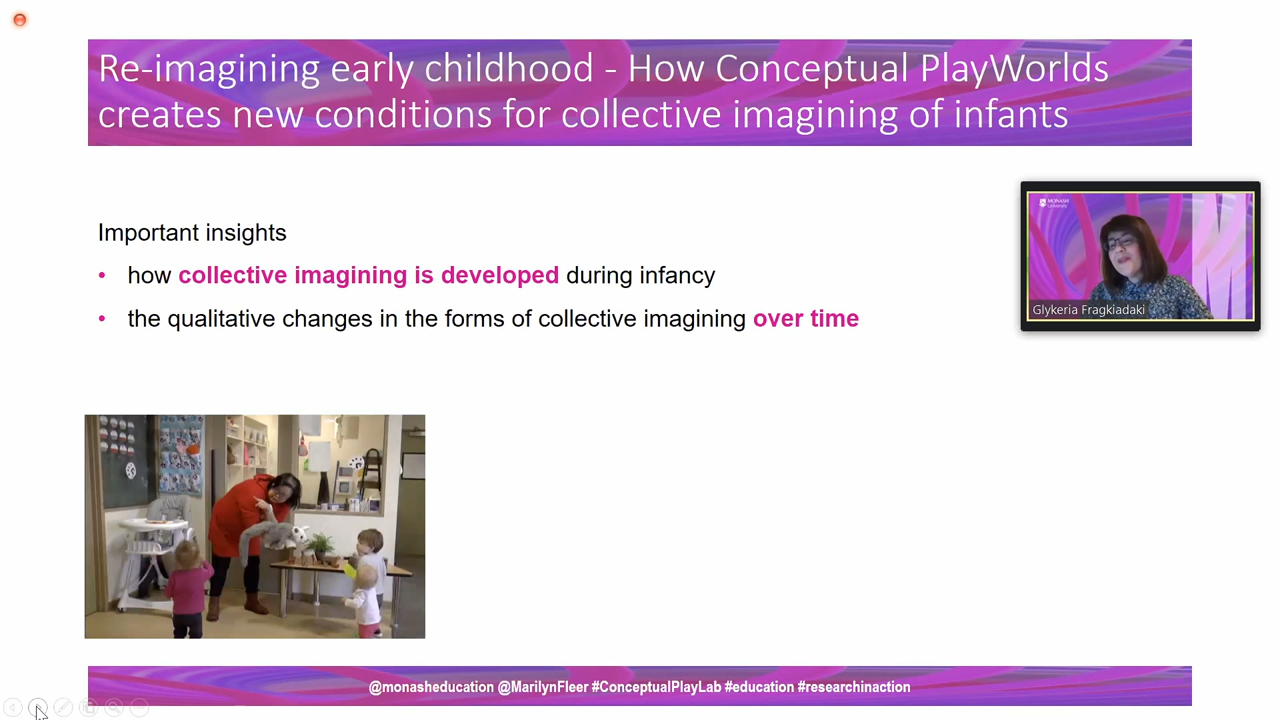 Re-imagining early childhood - How Conceptual PlayWorlds
creates new conditions for collective imagining of infants
Important insights
• how collective imagining is developed during infancy
• the qualitative changes in the forms of collective imagining over time
MONASH
University
Glykeria Fragkiadaki
@monasheducation @MarilynFleer #ConceptualPlayLab #education #researchinaction